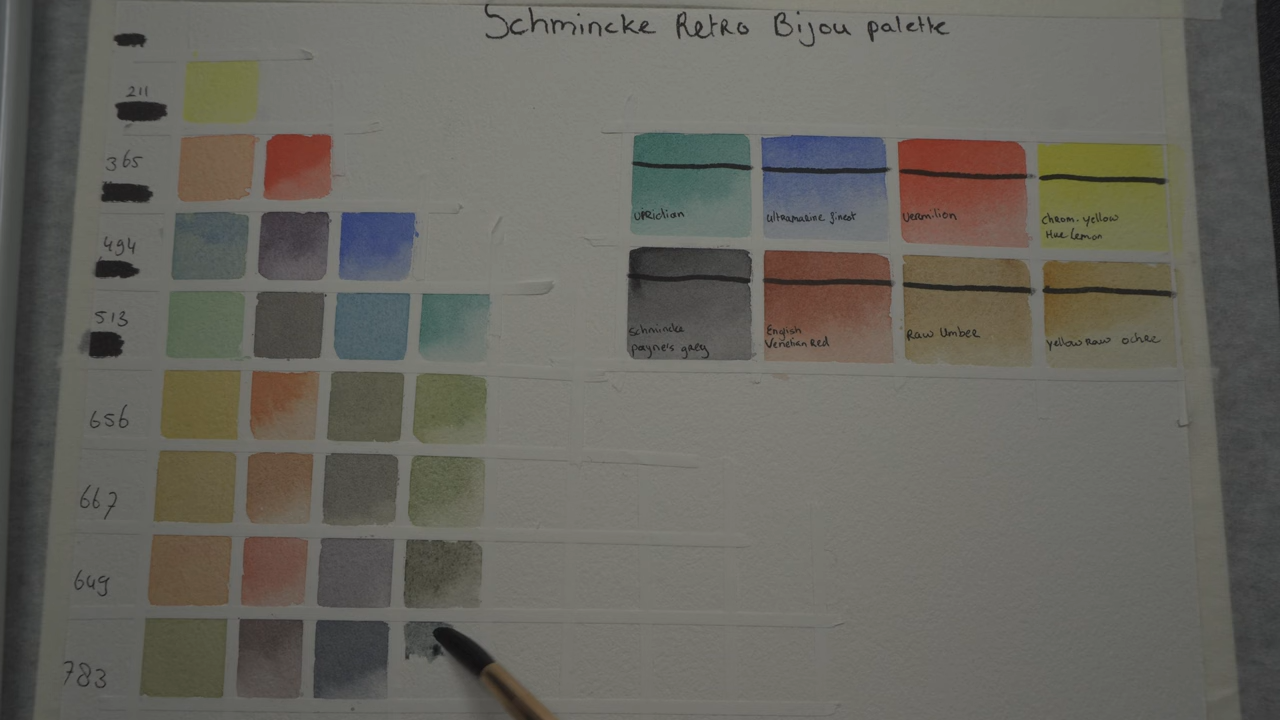 Schmincke Retro Bijou palette
211
365
494
513
656
667
649
783
Viridian
Ultramarine finest
Vermilion
Chrom. yellow
Hue Lemon
Schmincke
payne's grey
English
Venetian Red
Raw Umber
yellow Raw ochre